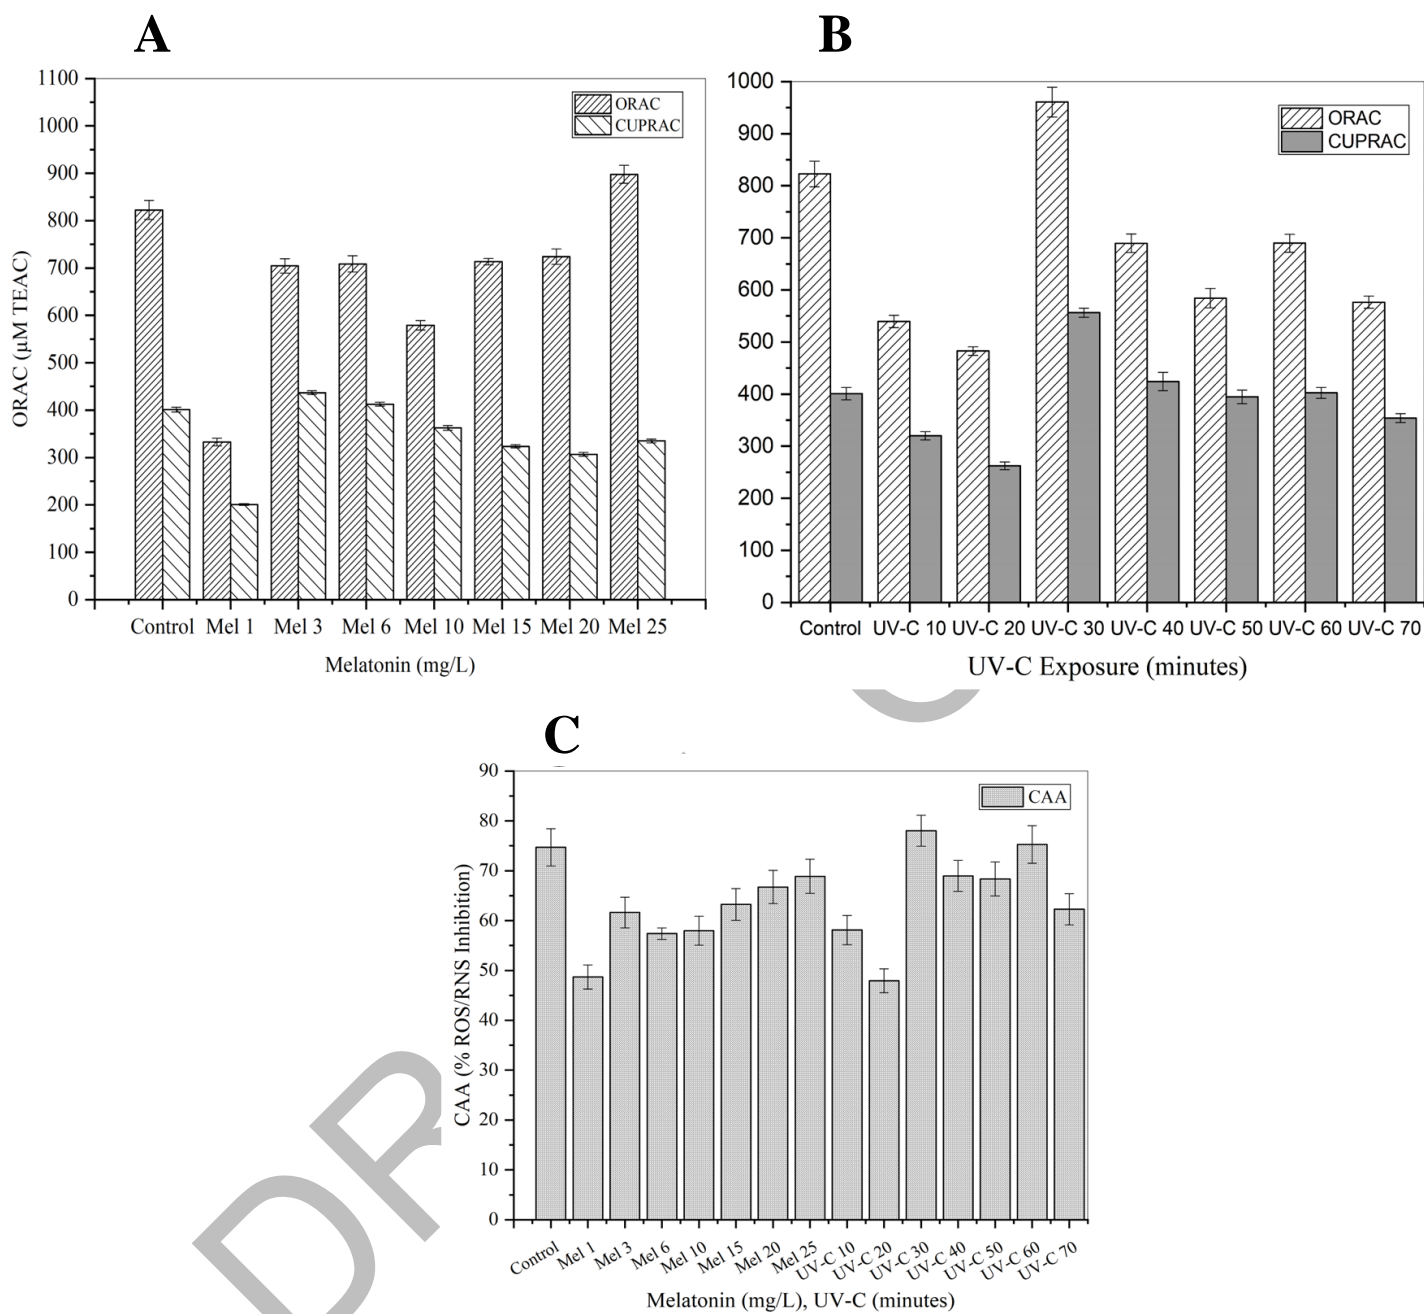 A
B
1100
1000
900
800
700
600
500
400
300
200
100
0
ORAC (µM TEAC)
ORAC
CUPRAC
Control Mel 1 Mel 3 Mel 6 Mel 10 Mel 15 Mel 20 Mel 25
Melatonin (mg/L)
1000
900
800
700
600
500
400
300
200
100
0
ORAC
CUPRAC
Control UV-C 10 UV-C 20 UV-C 30 UV-C 40 UV-C 50 UV-C 60 UV-C 70
UV-C Exposure (minutes)
C
90
80
70
60
50
40
30
20
10
0
CAA (% ROS/RNS Inhibition)
CAA
Control Mel 1 Mel 3 Mel 6 Mel 10 Mel 15 Mel 20 Mel 25 UV-C 10 UV-C 20 UV-C 30 UV-C 40 UV-C 50 UV-C 60 UV-C 70
Melatonin (mg/L), UV-C (minutes)